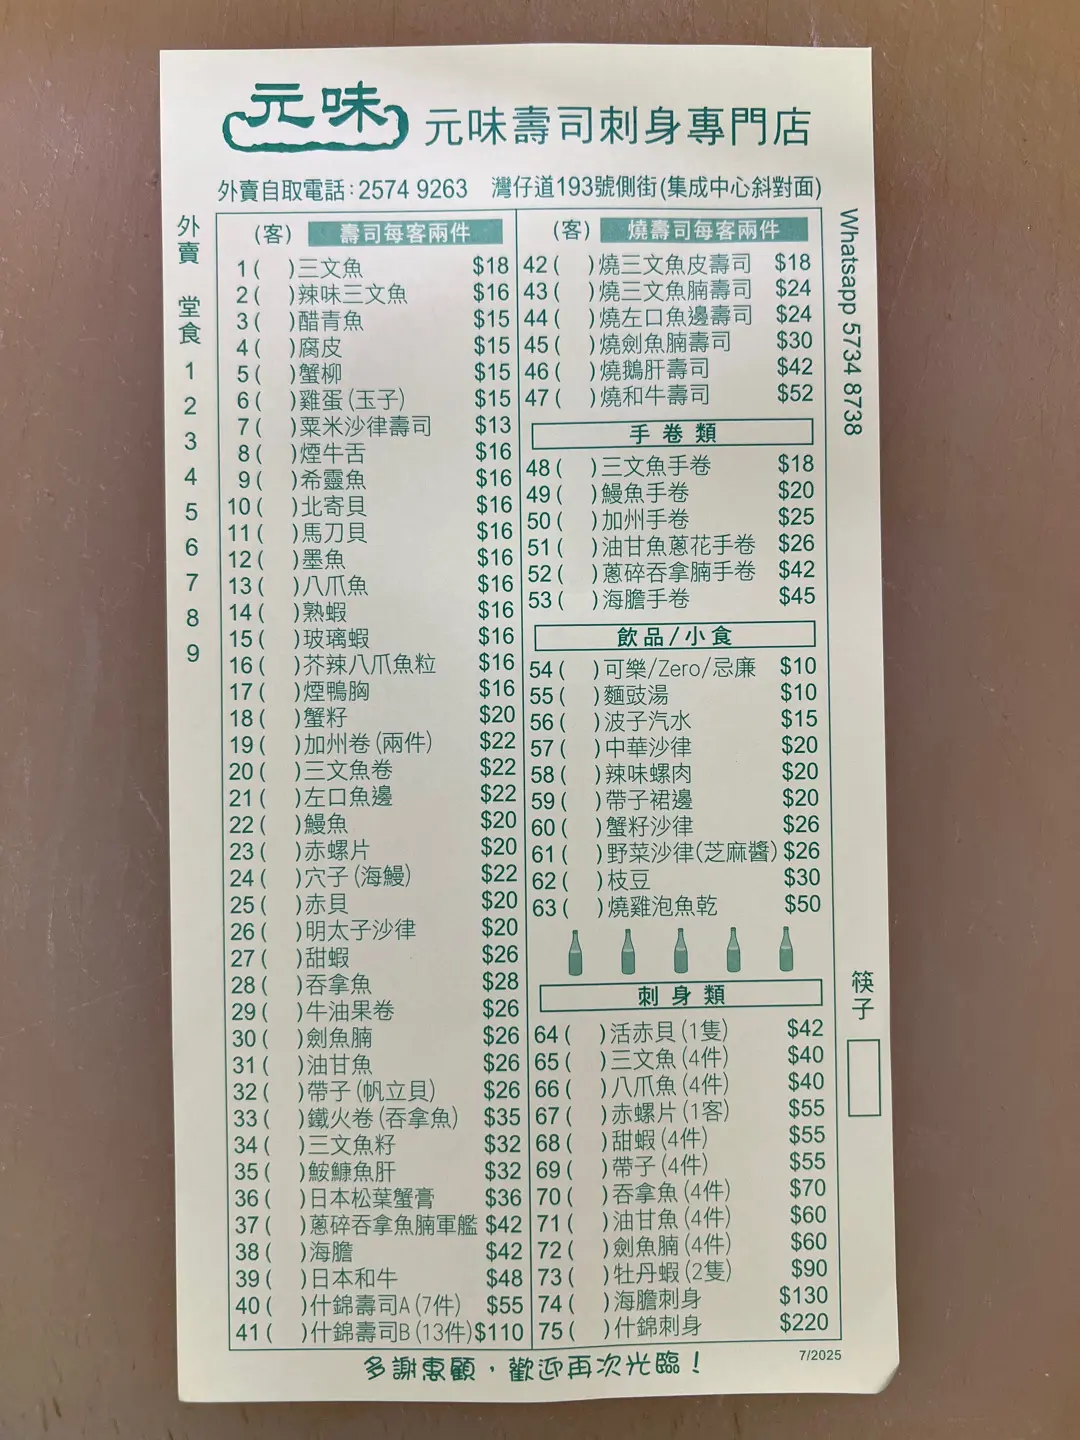 元味
元味壽司刺身專門店
外賣自取電話:2574 9263 灣仔道193號側街(集成中心斜對面)
外賣 堂食
1
2
3
4
5
6
7
8
9
(客) 壽司每客兩件
1( )三文魚 $18
2( )辣味三文魚 $16
3( )醋青魚 $15
4( )腐皮 $15
5( )蟹柳 $15
6( )雞蛋(玉子) $15
7( )粟米沙律壽司 $13
8( )煙牛舌 $16
9( )希靈魚 $16
10( )北寄貝 $16
11( )馬刀貝 $16
12( )墨魚 $16
13( )八爪魚 $16
14( )熟蝦 $16
15( )玻璃蝦 $16
16( )芥辣八爪魚粒 $16
17( )煙鴨胸 $16
18( )蟹籽 $20
19( )加州卷(兩件) $22
20( )三文魚卷 $22
21( )左口魚邊 $22
22( )鰻魚 $20
23( )赤螺片 $20
24( )穴子(海鰻) $22
25( )赤貝 $20
26( )明太子沙律 $20
27( )甜蝦 $26
28( )吞拿魚 $28
29( )牛油果卷 $26
30( )劍魚腩 $26
31( )油甘魚 $26
32( )帶子(帆立貝) $26
33( )鐵火卷(吞拿魚) $35
34( )三文魚籽 $32
35( )鮟鱇魚肝 $32
36( )日本松葉蟹膏 $36
37( )蔥碎吞拿魚腩軍艦 $42
38( )海膽 $42
39( )日本和牛 $48
40( )什錦壽司A(7件) $55
41( )什錦壽司B(13件) $110
(客) 燒壽司每客兩件
42( )燒三文魚皮壽司 $18
43( )燒三文魚腩壽司 $24
44( )燒左口魚邊壽司 $24
45( )燒劍魚腩壽司 $30
46( )燒鵝肝壽司 $42
47( )燒和牛壽司 $52
手卷類
48( )三文魚手卷 $18
49( )鰻魚手卷 $20
50( )加州手卷 $25
51( )油甘魚蔥花手卷 $26
52( )蔥碎吞拿腩手卷 $42
53( )海膽手卷 $45
飲品/小食
54( )可樂/Zero/忌廉 $10
55( )麵豉湯 $10
56( )波子汽水 $15
57( )中華沙律 $20
58( )辣味螺肉 $20
59( )帶子裙邊 $20
60( )蟹籽沙律 $26
61( )野菜沙律(芝麻醬) $26
62( )枝豆 $30
63( )燒雞泡魚乾 $50
刺身類
64( )活赤貝(1隻) $42
65( )三文魚(4件) $40
66( )八爪魚(4件) $40
67( )赤螺片(1客) $55
68( )甜蝦(4件) $55
69( )帶子(4件) $55
70( )吞拿魚(4件) $70
71( )油甘魚(4件) $60
72( )劍魚腩(4件) $60
73( )牡丹蝦(2隻) $90
74( )海膽刺身 $130
75( )什錦刺身 $220
Whatsapp 5734 8738
筷子
多謝惠顧，歡迎再次光臨！
7/2025